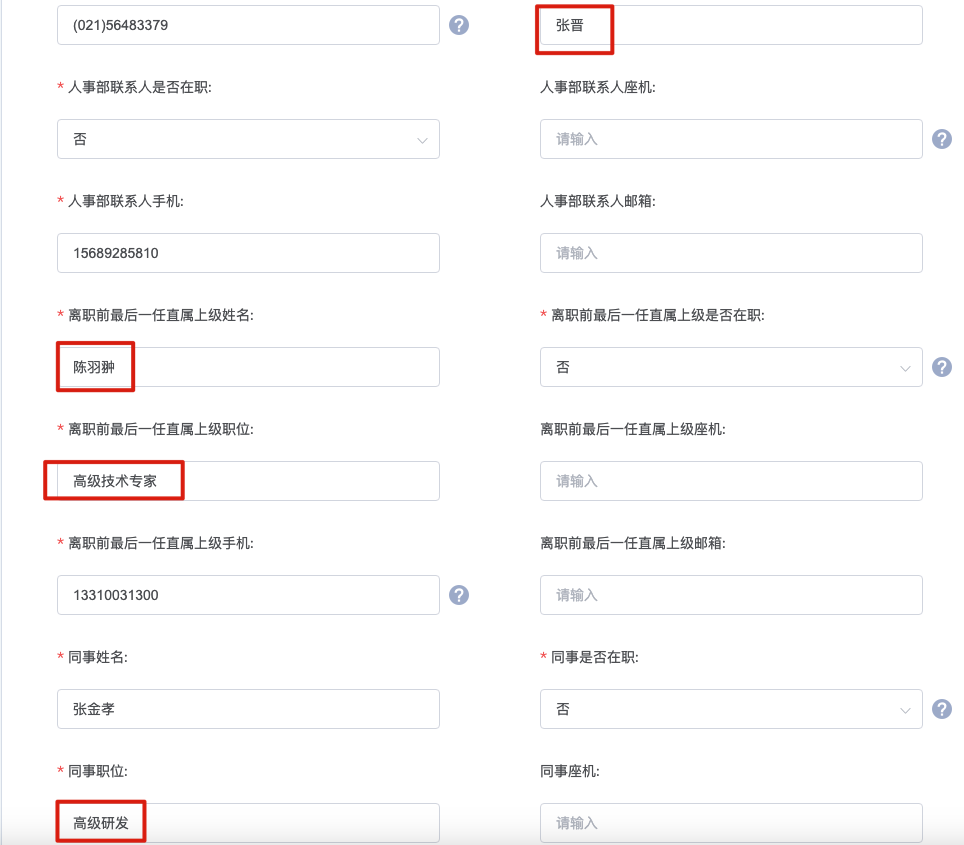 (021)56483379 ? 张晋
* 人事部联系人是否在职: 人事部联系人座机:
否 请输入 ?
* 人事部联系人手机: 人事部联系人邮箱:
15689285810 请输入
* 离职前最后一任直属上级姓名: * 离职前最后一任直属上级是否在职:
陈羽翀 否 ?
* 离职前最后一任直属上级职位: 离职前最后一任直属上级座机:
高级技术专家 请输入
* 离职前最后一任直属上级手机: 离职前最后一任直属上级邮箱:
13310031300 ? 请输入
* 同事姓名: * 同事是否在职:
张金孝 否 ?
* 同事职位: 同事座机:
高级研发 请输入